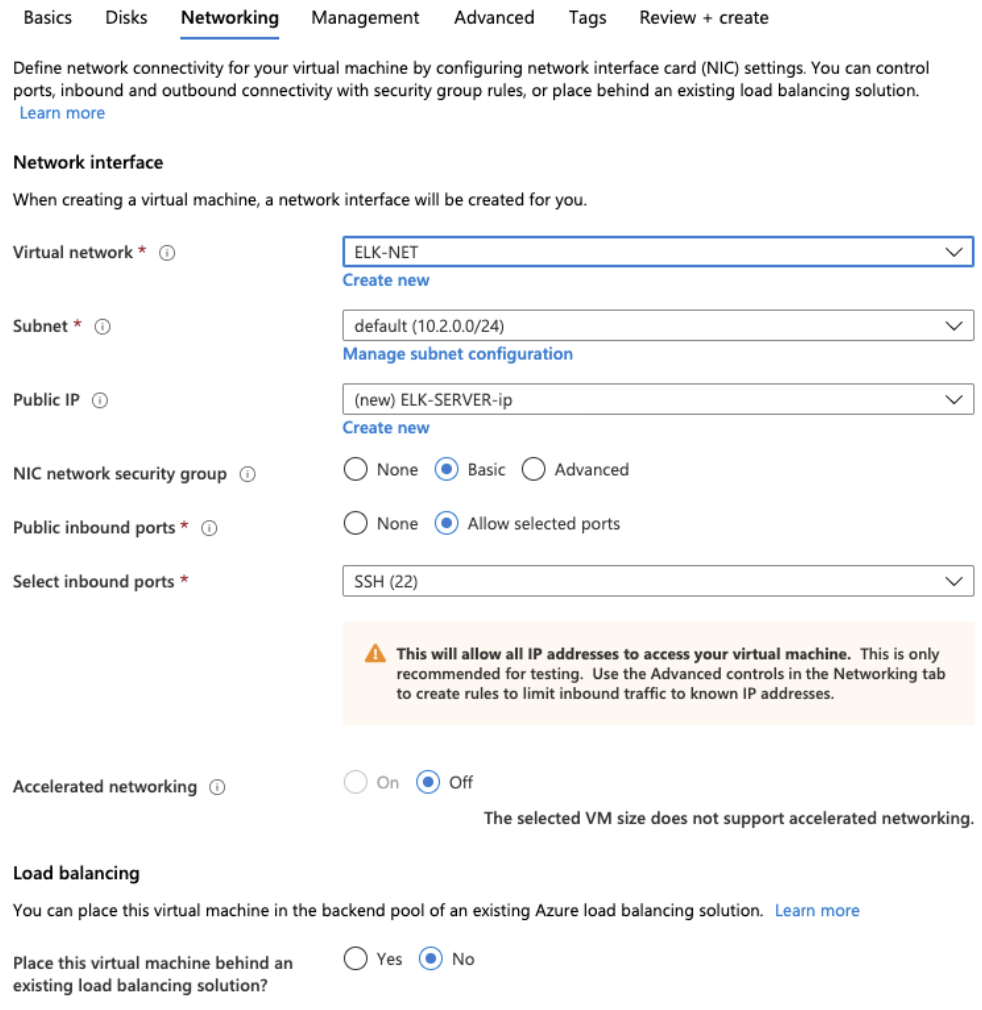 Basics Disks Networking Management Advanced Tags Review + create
Define network connectivity for your virtual machine by configuring network interface card (NIC) settings. You can control
ports, inbound and outbound connectivity with security group rules, or place behind an existing load balancing solution.
Learn more
Network interface
When creating a virtual machine, a network interface will be created for you.
Virtual network * ELK-NET
Create new
Subnet * default (10.2.0.0/24)
Manage subnet configuration
Public IP (new) ELK-SERVER-ip
Create new
NIC network security group None Basic Advanced
Public inbound ports * None Allow selected ports
Select inbound ports * SSH (22)
This will allow all IP addresses to access your virtual machine. This is only
recommended for testing. Use the Advanced controls in the Networking tab
to create rules to limit inbound traffic to known IP addresses.
Accelerated networking On Off
The selected VM size does not support accelerated networking.
Load balancing
You can place this virtual machine in the backend pool of an existing Azure load balancing solution. Learn more
Place this virtual machine behind an Yes No
existing load balancing solution?